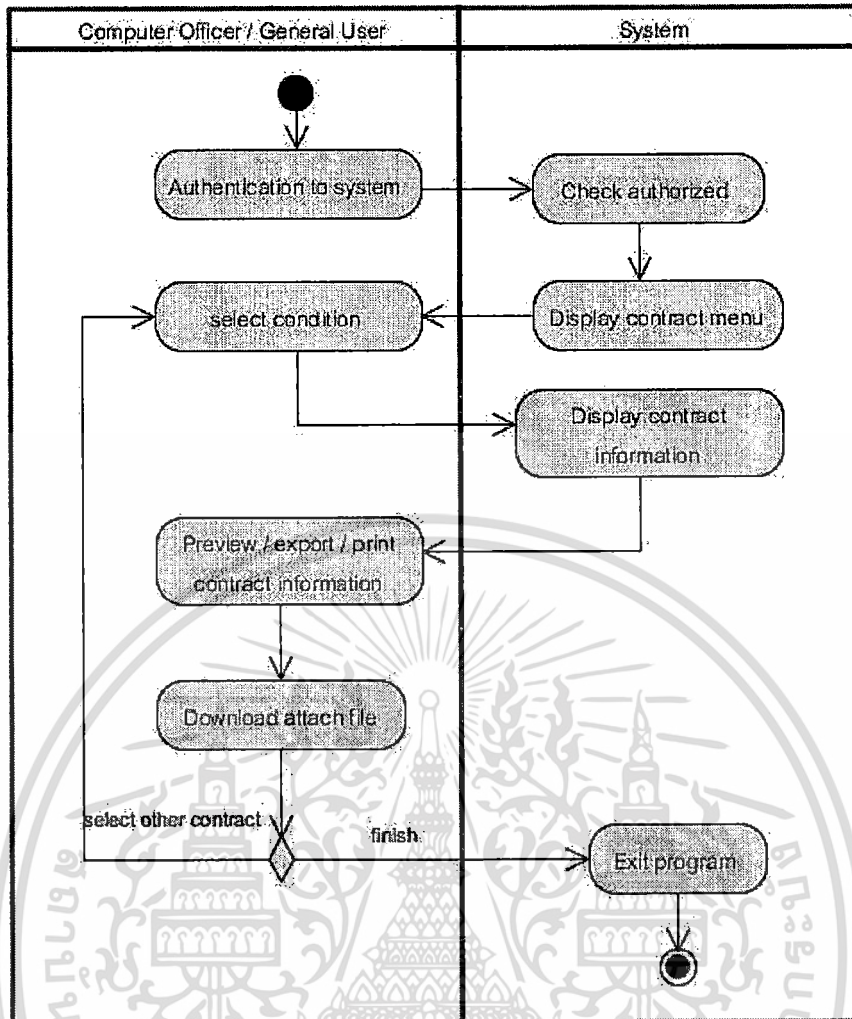 Computer Officer / General User
System
Authentication to system
Check authorized
select condition
Display contract menu
Display contract
information
Preview / export / print
contract information
Download attach file
select other contract
finish
Exit program